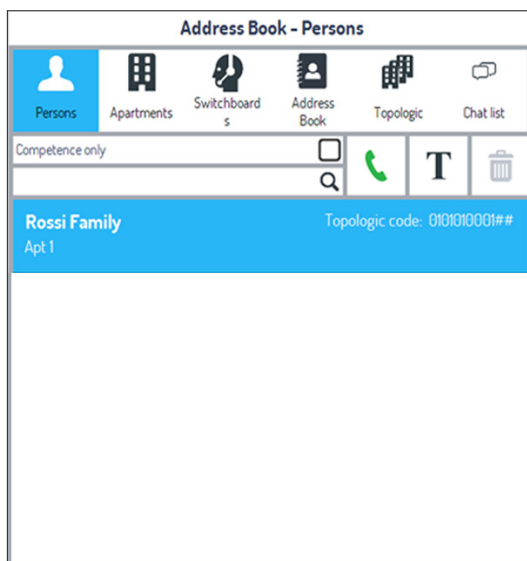 Address Book - Persons
Persons
Apartments
Switchboard
s
Address
Book
Topologic
Chat list
Competence only
T
Rossi Family
Topologic code: 0101010001##
Apt 1